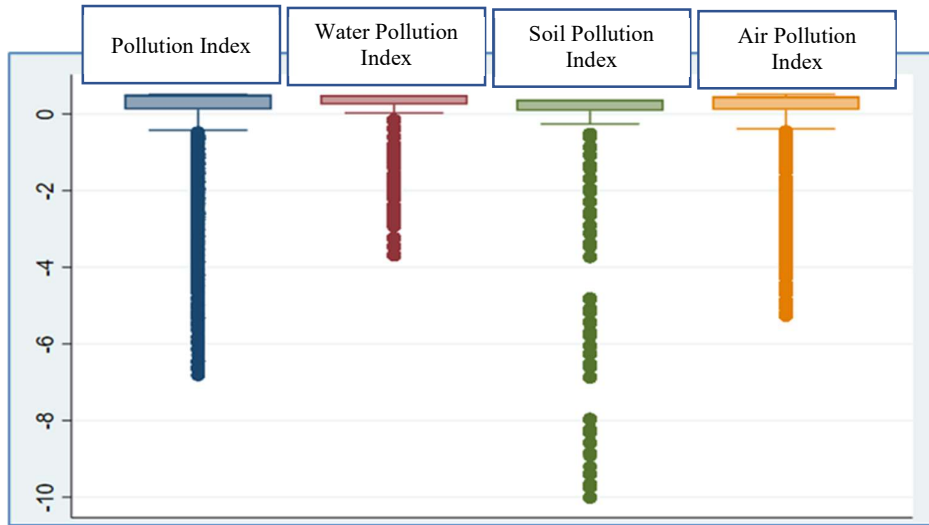 Pollution Index
Water Pollution
Index
Soil Pollution
Index
Air Pollution
Index
0
-2
-4
-6
-8
-10